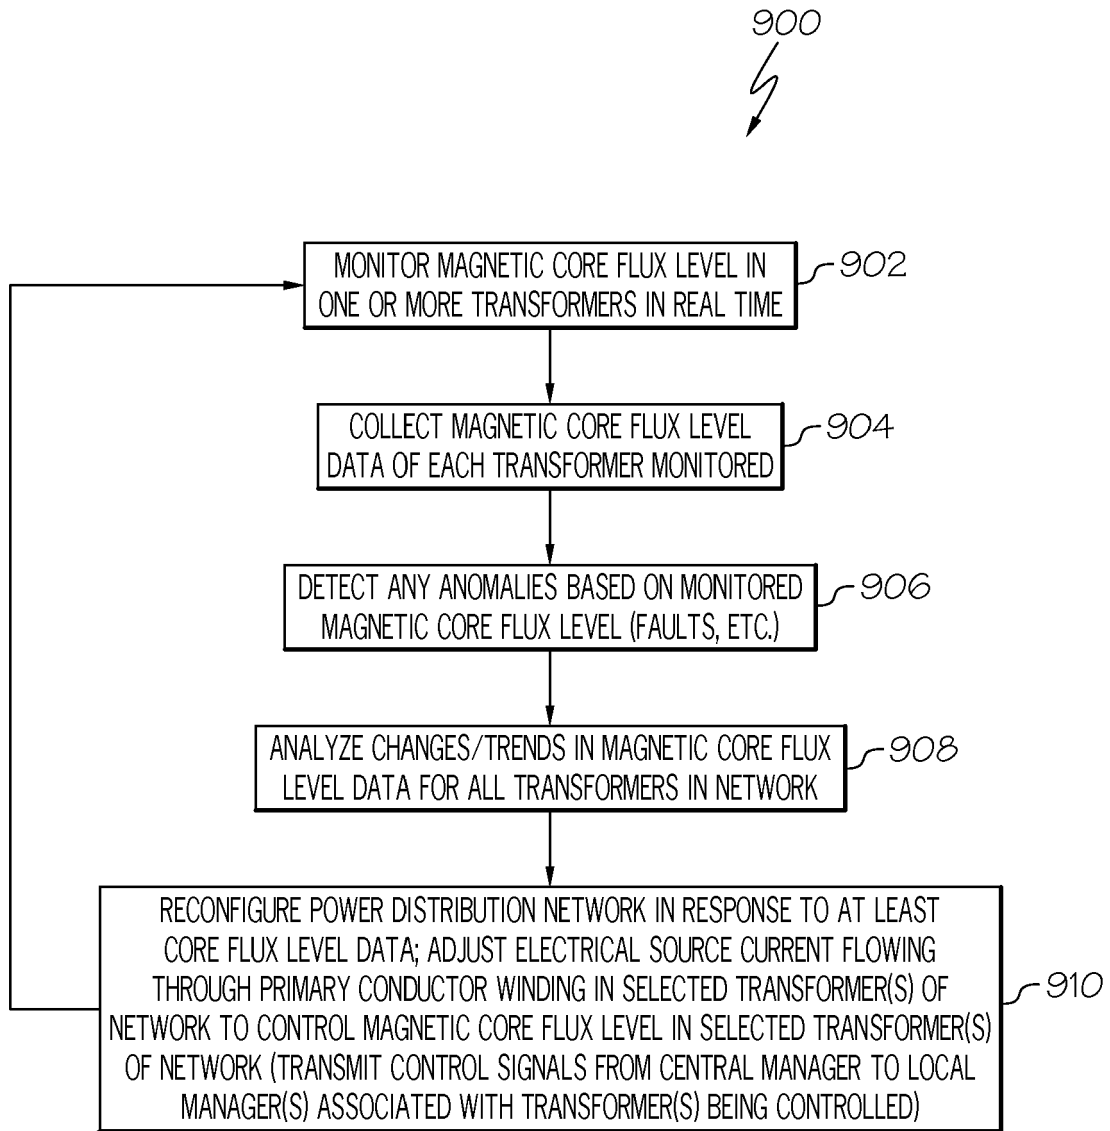 900
MONITOR MAGNETIC CORE FLUX LEVEL IN
ONE OR MORE TRANSFORMERS IN REAL TIME
902
COLLECT MAGNETIC CORE FLUX LEVEL
DATA OF EACH TRANSFORMER MONITORED
904
DETECT ANY ANOMALIES BASED ON MONITORED
MAGNETIC CORE FLUX LEVEL (FAULTS, ETC.)
906
ANALYZE CHANGES/TRENDS IN MAGNETIC CORE FLUX
LEVEL DATA FOR ALL TRANSFORMERS IN NETWORK
908
RECONFIGURE POWER DISTRIBUTION NETWORK IN RESPONSE TO AT LEAST
CORE FLUX LEVEL DATA; ADJUST ELECTRICAL SOURCE CURRENT FLOWING
THROUGH PRIMARY CONDUCTOR WINDING IN SELECTED TRANSFORMER(S) OF
NETWORK TO CONTROL MAGNETIC CORE FLUX LEVEL IN SELECTED TRANSFORMER(S)
OF NETWORK (TRANSMIT CONTROL SIGNALS FROM CENTRAL MANAGER TO LOCAL
MANAGER(S) ASSOCIATED WITH TRANSFORMER(S) BEING CONTROLLED)
910